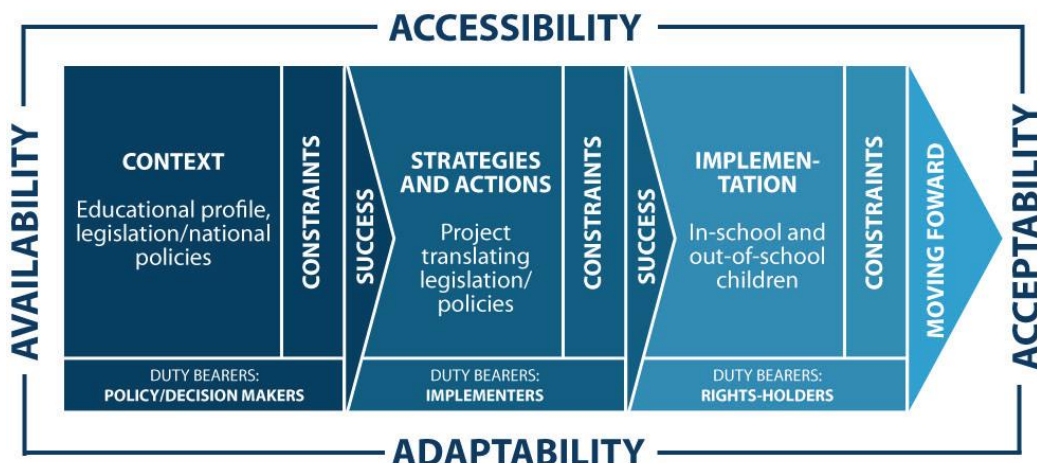 ACCESSIBILITY
AVAILABILITY
CONTEXT
Educational profile,
legislation/national
policies
CONSTRAINTS
SUCCESS
STRATEGIES
AND ACTIONS
Project
translating
legislation/
policies
CONSTRAINTS
SUCCESS
IMPLEMEN-
TATION
In-school and
out-of-school
children
CONSTRAINTS
MOVING FOWARD
ACCEPTABILITY
DUTY BEARERS:
POLICY/DECISION MAKERS
DUTY BEARERS:
IMPLEMENTERS
DUTY BEARERS:
RIGHTS-HOLDERS
ADAPTABILITY